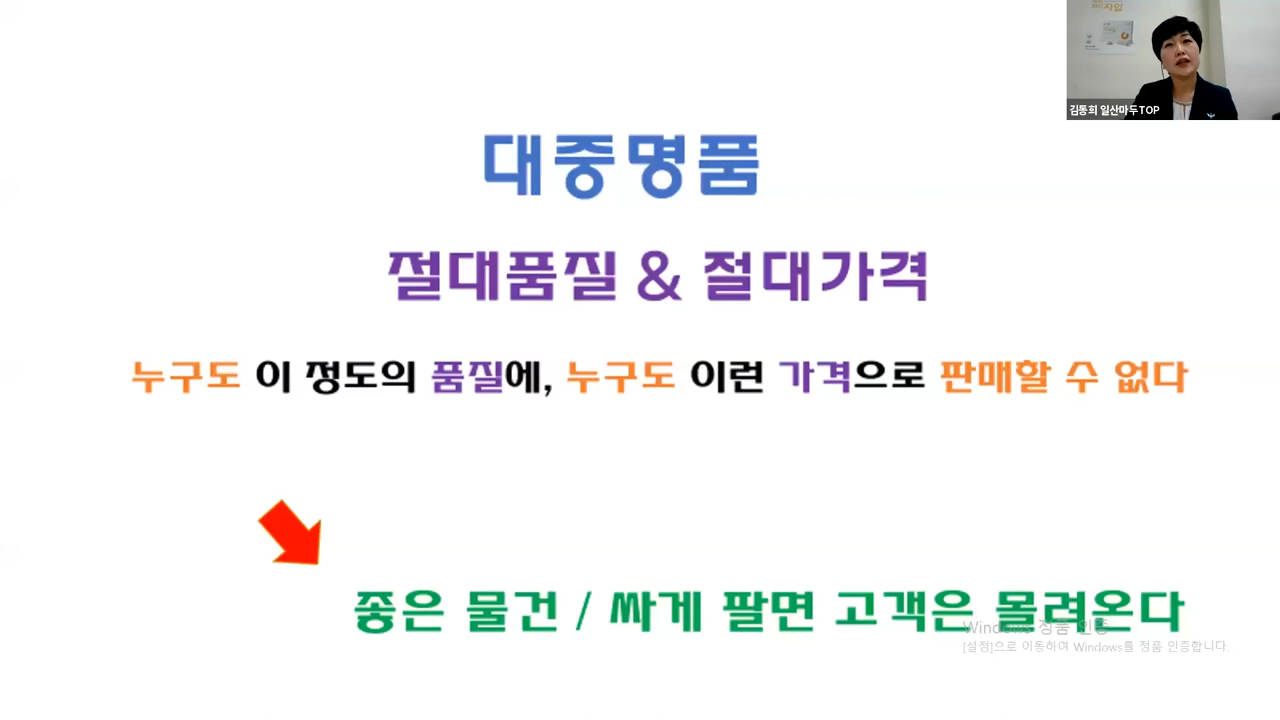 자임
김동희 일산마두TOP
대중명품
절대품질 & 절대가격
누구도 이 정도의 품질에, 누구도 이런 가격으로 판매할 수 없다
좋은 물건 / 싸게 팔면 고객은 몰려온다
Windows 정품 인증
[설정]으로 이동하여 Windows를 정품 인증합니다.